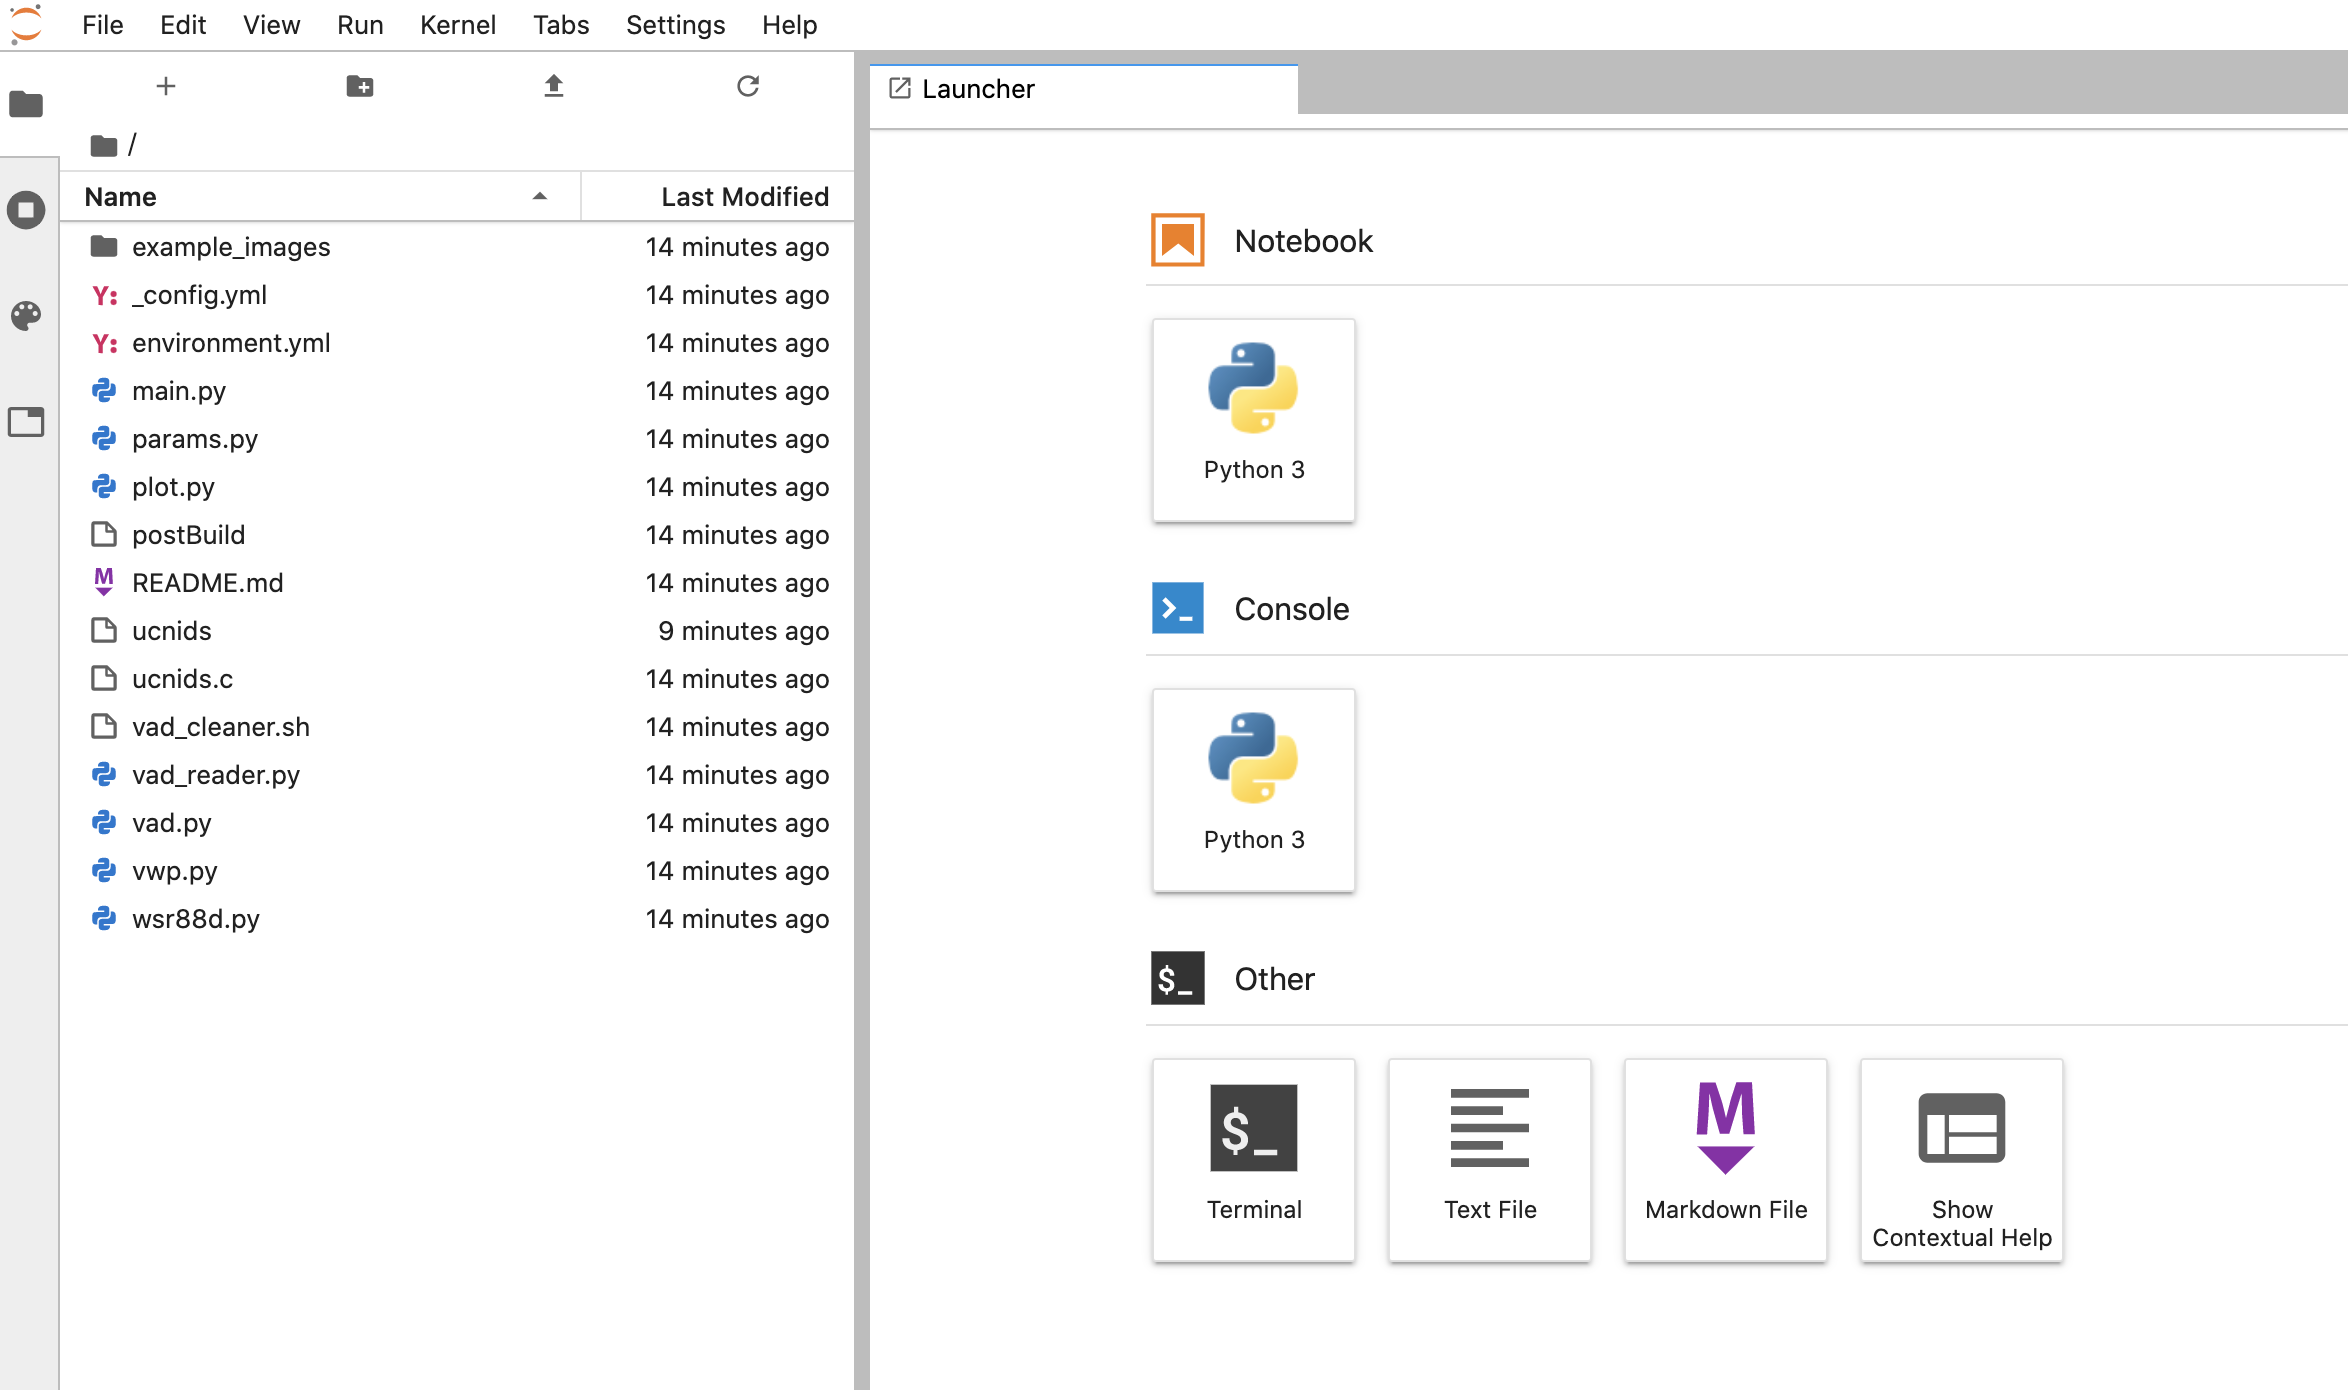 File Edit View Run Kernel Tabs Settings Help
Launcher
/
Name Last Modified
example_images 14 minutes ago
Y: _config.yml 14 minutes ago
Y: environment.yml 14 minutes ago
main.py 14 minutes ago
params.py 14 minutes ago
plot.py 14 minutes ago
postBuild 14 minutes ago
M README.md 14 minutes ago
ucnids 9 minutes ago
ucnids.c 14 minutes ago
vad_cleaner.sh 14 minutes ago
vad_reader.py 14 minutes ago
vad.py 14 minutes ago
vwp.py 14 minutes ago
wsr88d.py 14 minutes ago
Notebook
Python 3
>_ Console
Python 3
$_ Other
$_
Terminal
Text File
M
Markdown File
Show
Contextual Help